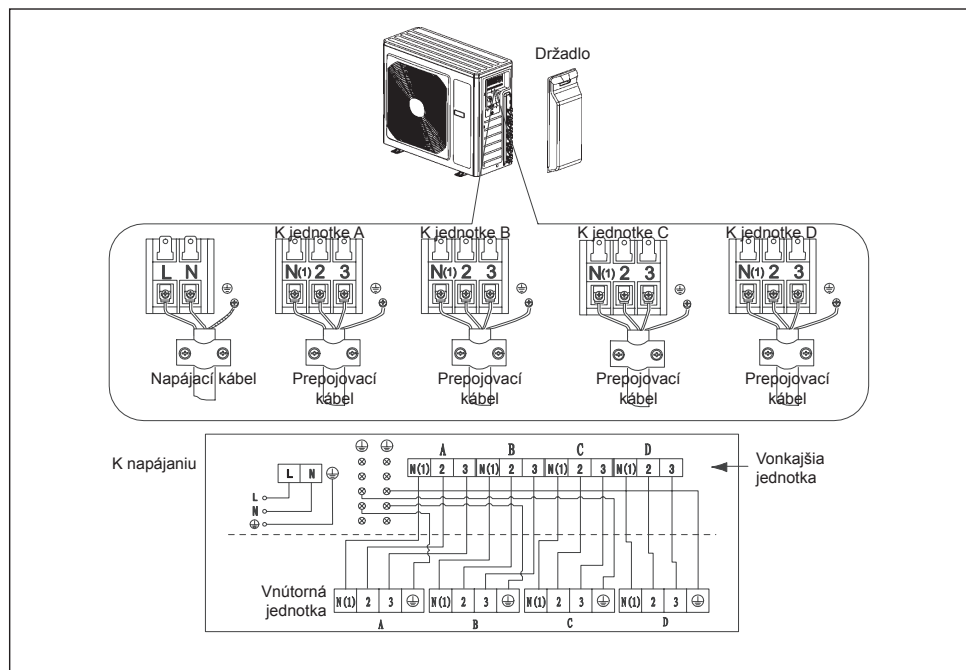 Držadlo
K jednotke A K jednotke B K jednotke C K jednotke D
L N N(1) 2 3 N(1) 2 3 N(1) 2 3 N(1) 2 3
Napájací kábel Prepojovací kábel Prepojovací kábel Prepojovací kábel Prepojovací kábel
K napájaniu
A B C D
N(1) 2 3 N(1) 2 3 N(1) 2 3 N(1) 2 3
Vonkajšia
jednotka
L N
L
N
Vnútorná
jednotka
N(1) 2 3 N(1) 2 3 N(1) 2 3 N(1) 2 3
A B C D